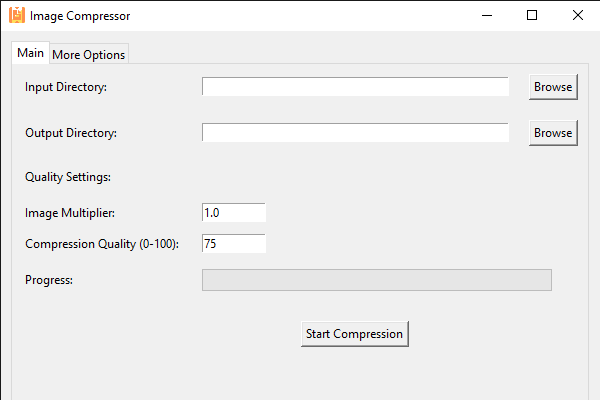 Image Compressor
Main More Options
Input Directory: Browse
Output Directory: Browse
Quality Settings:
Image Multiplier: 1.0
Compression Quality (0-100): 75
Progress:
Start Compression